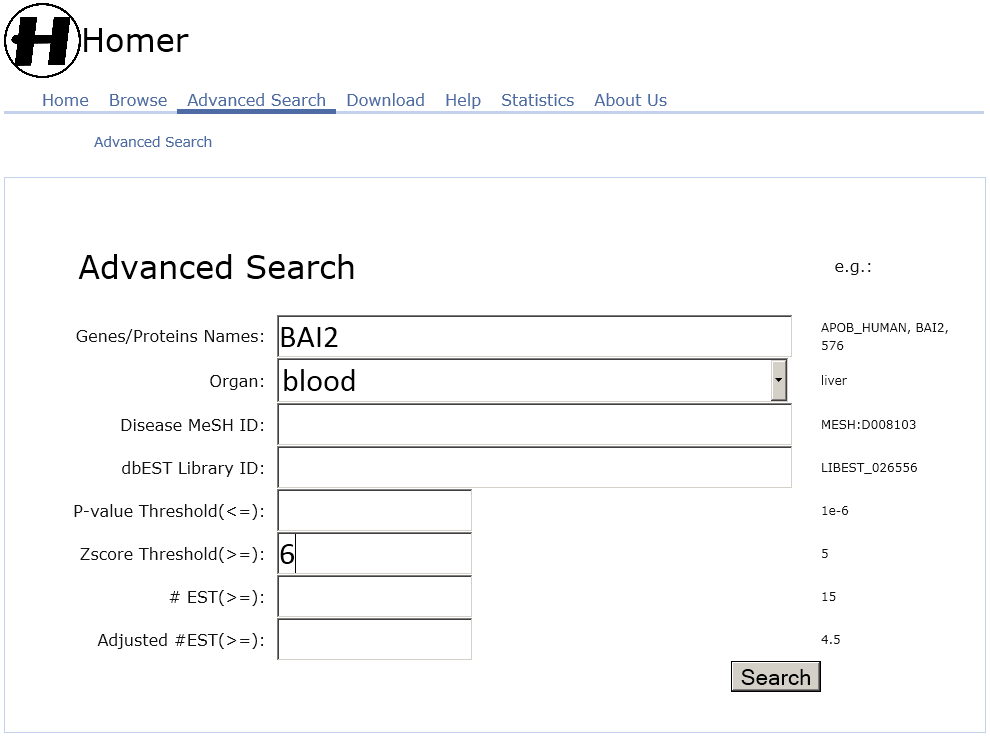 H Homer
Home Browse Advanced Search Download Help Statistics About Us
Advanced Search
Advanced Search e.g.:
Genes/Proteins Names: BAI2 APOB_HUMAN, BAI2,
576
Organ: blood liver
Disease MeSH ID: MESH:D008103
dbEST Library ID: LIBEST_026556
P-value Threshold(<=): 1e-6
Zscore Threshold(>=): 6 5
# EST(>=): 15
Adjusted #EST(>=): 4.5
Search